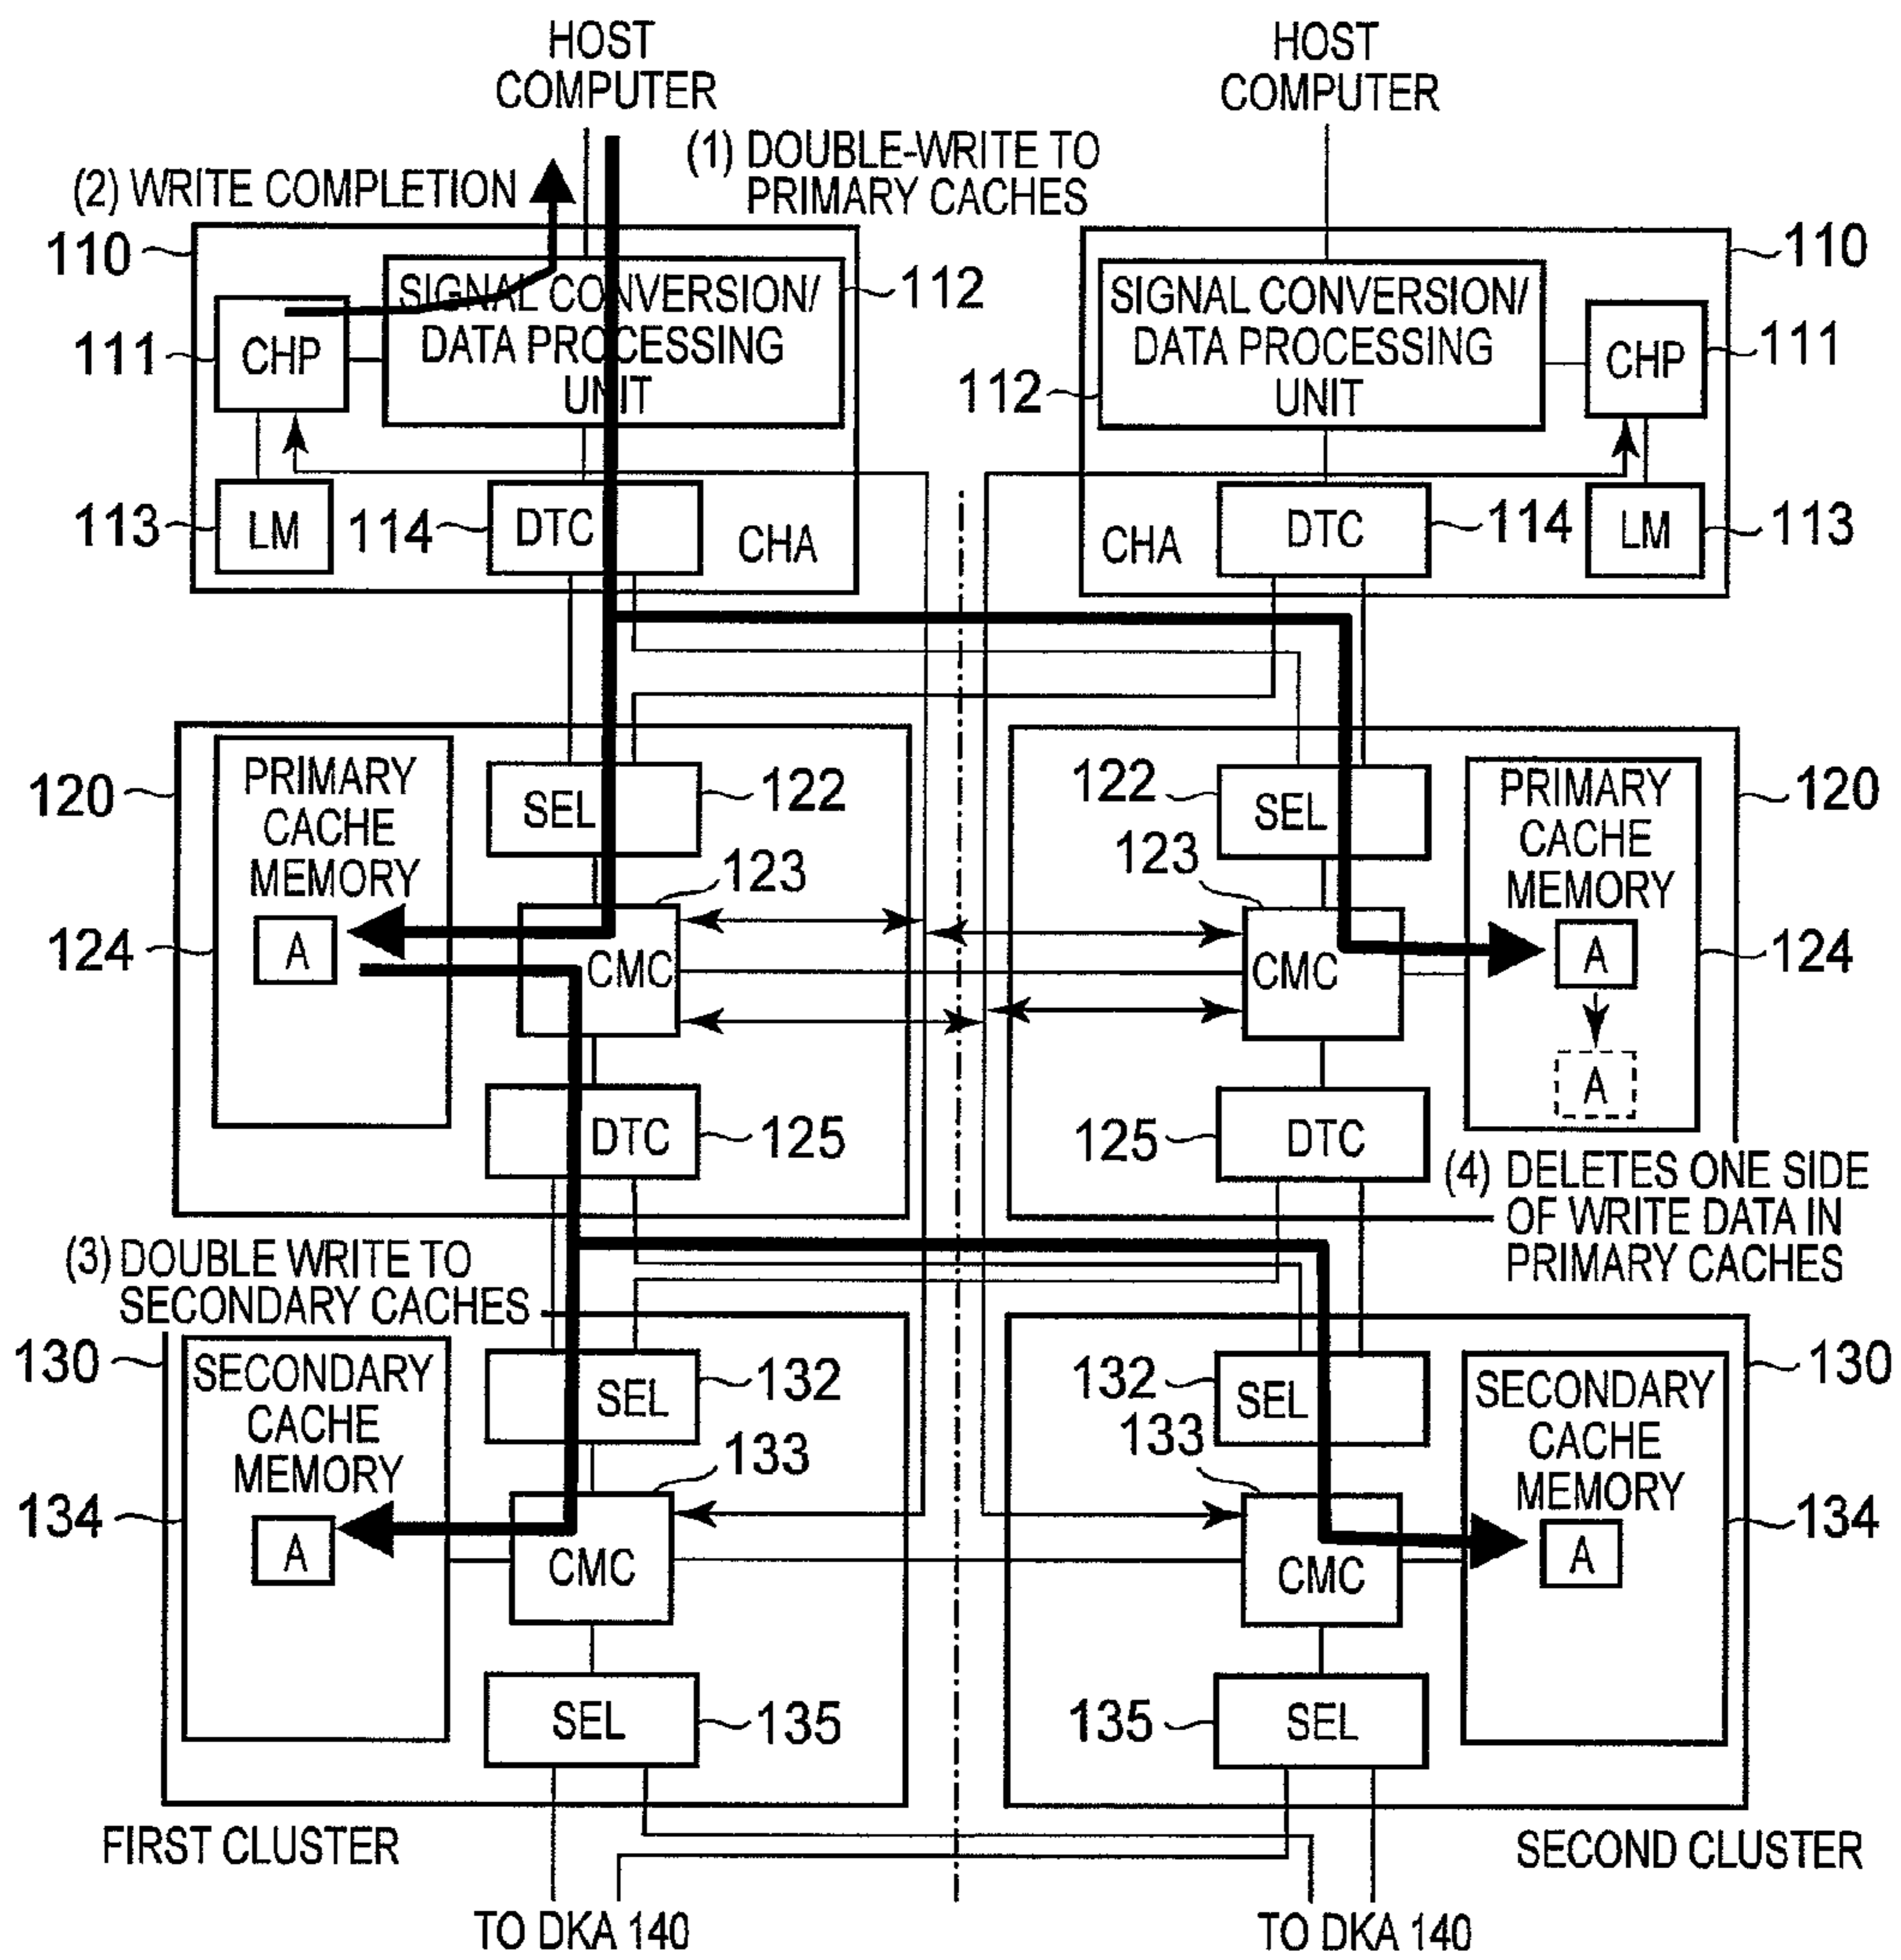 HOST
COMPUTER
HOST
COMPUTER
(1) DOUBLE-WRITE TO
PRIMARY CACHES
(2) WRITE COMPLETION
110
SIGNAL CONVERSION/
DATA PROCESSING
UNIT
112
111
CHP
113
LM
114
DTC
CHA
110
SIGNAL CONVERSION/
DATA PROCESSING
UNIT
112
CHP
111
CHA
DTC
114
LM
113
120
PRIMARY
CACHE
MEMORY
A
124
SEL
122
123
CMC
DTC
125
122
SEL
123
CMC
125
DTC
PRIMARY
CACHE
MEMORY
A
A
120
124
(4) DELETES ONE SIDE
OF WRITE DATA IN
PRIMARY CACHES
(3) DOUBLE WRITE TO
SECONDARY CACHES
130
SECONDARY
CACHE
MEMORY
A
134
SEL
132
133
CMC
SEL
135
132
SEL
133
CMC
135
SEL
SECONDARY
CACHE
MEMORY
A
130
134
FIRST CLUSTER
SECOND CLUSTER
TO DKA 140
TO DKA 140